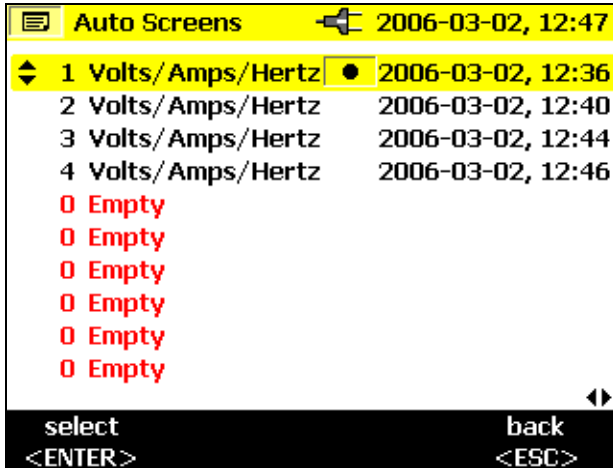 Auto Screens 2006-03-02, 12:47
1 Volts/Amps/Hertz 2006-03-02, 12:36
2 Volts/Amps/Hertz 2006-03-02, 12:40
3 Volts/Amps/Hertz 2006-03-02, 12:44
4 Volts/Amps/Hertz 2006-03-02, 12:46
0 Empty
0 Empty
0 Empty
0 Empty
0 Empty
0 Empty
select back
<ENTER> <ESC>